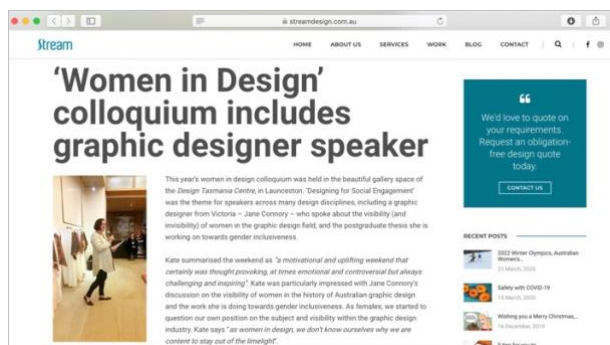 streamdesign.com.au
Stream
HOME ABOUT US SERVICES WORK BLOG CONTACT
'Women in Design'
colloquium includes
graphic designer speaker
This year's women in design colloquium was held in the beautiful gallery space of
the Design Tasmania Centre, in Launceston. 'Designing for Social Engagement'
was the theme for speakers across many design disciplines, including a graphic
designer from Victoria – Jane Connory – who spoke about the visibility (and
invisibility) of women in the graphic design field, and the postgraduate thesis she is
working on towards gender inclusiveness.
Kate summarised the weekend as "a motivational and uplifting weekend that
certainly was thought provoking, at times emotional and controversial but always
challenging and inspiring". Kate was particularly impressed with Jane Connory's
discussion on the visibility of women in the history of Australian graphic design
and the work she is doing towards gender inclusiveness. As females, we started to
question our own position on the subject and visibility within the graphic design
industry. Kate says "as women in design, we don't know ourselves why we are
content to stay out of the limelight".
We'd love to quote on
your requirements.
Request an obligation-
free design quote
today.
CONTACT US
RECENT POSTS
2022 Winter Olympics, Australian
Women's...
31 March, 2020
Safety with COVID-19
Wishing you a Merry Christmas,...
16 December, 2019